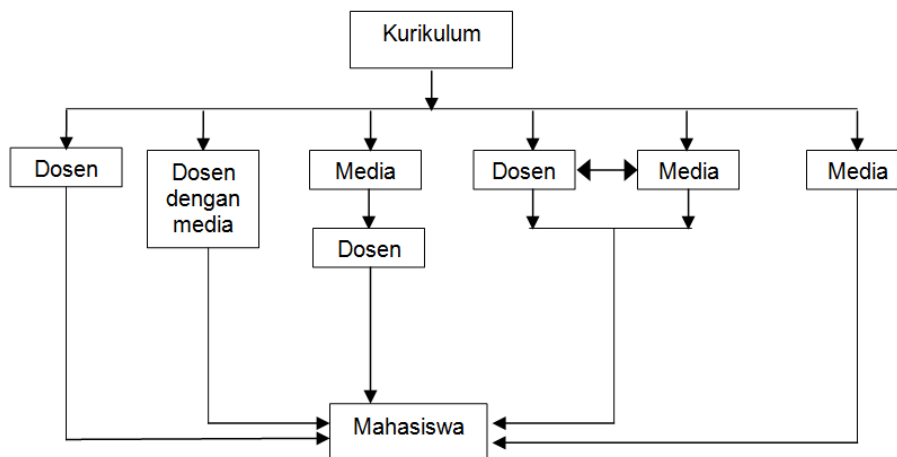 Kurikulum
Dosen
Dosen
dengan
media
Media
Dosen
Media
Media
Dosen
Mahasiswa